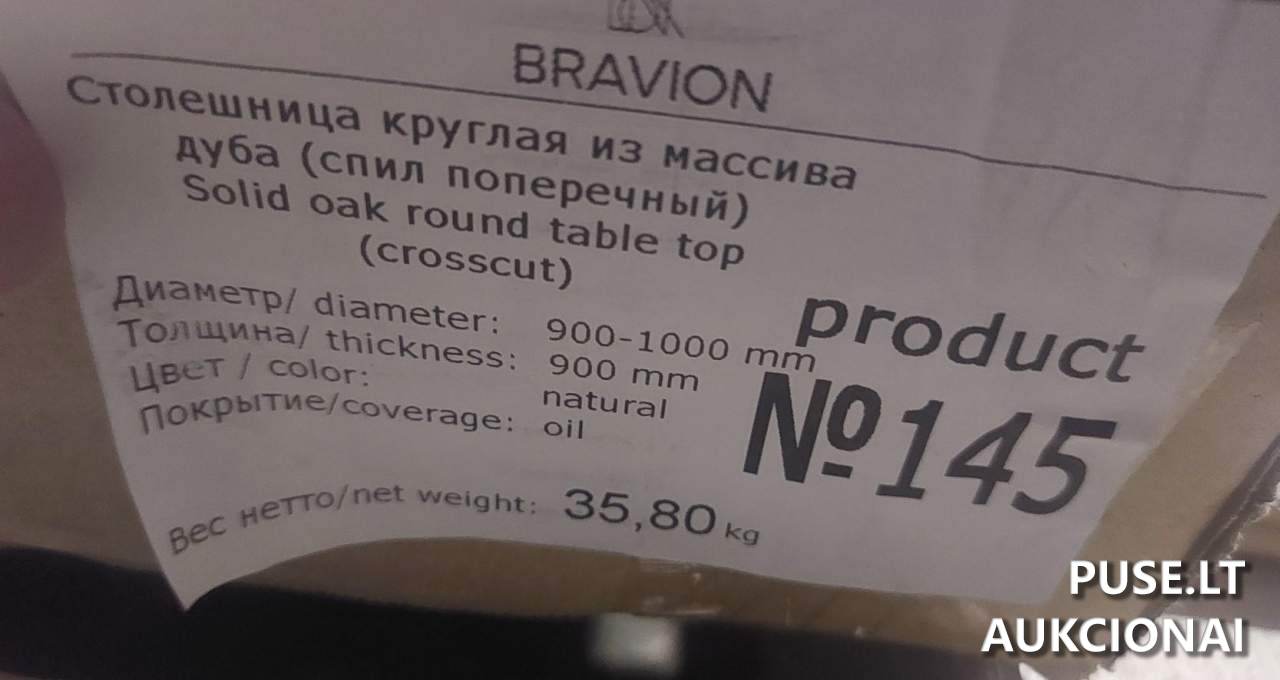 BRAVION
Столешница круглая из массива
дуба (спил поперечный)
Solid oak round table top
(crosscut)
Диаметр/ diameter: 900-1000 mm
Толщина/ thickness: 900 mm
Цвет / color: natural
Покрытие/coverage: oil
product
№145
Вес нетто/net weight: 35,80 kg
PUSE.LT
AUKCIONAI